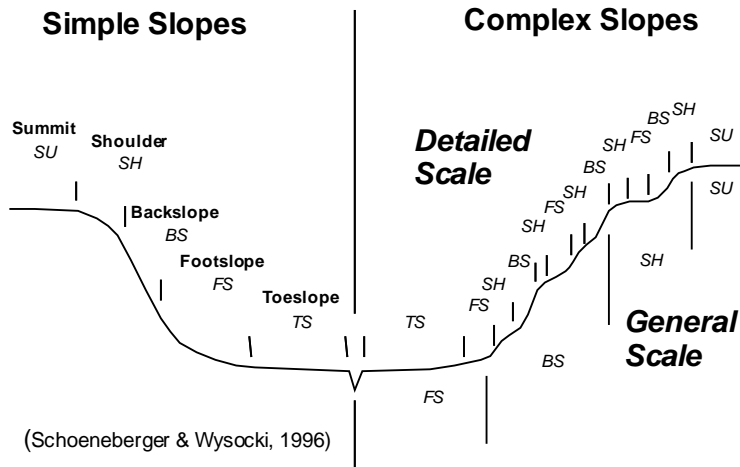 Simple Slopes
Complex Slopes
Summit
SU
Shoulder
SH
Backslope
BS
Footslope
FS
Toeslope
TS
Detailed
Scale
TS
FS
SH
BS
SH
FS
SH
BS
SH
FS
BS
SH
SU
SU
SH
BS
FS
General
Scale
(Schoeneberger & Wysocki, 1996)